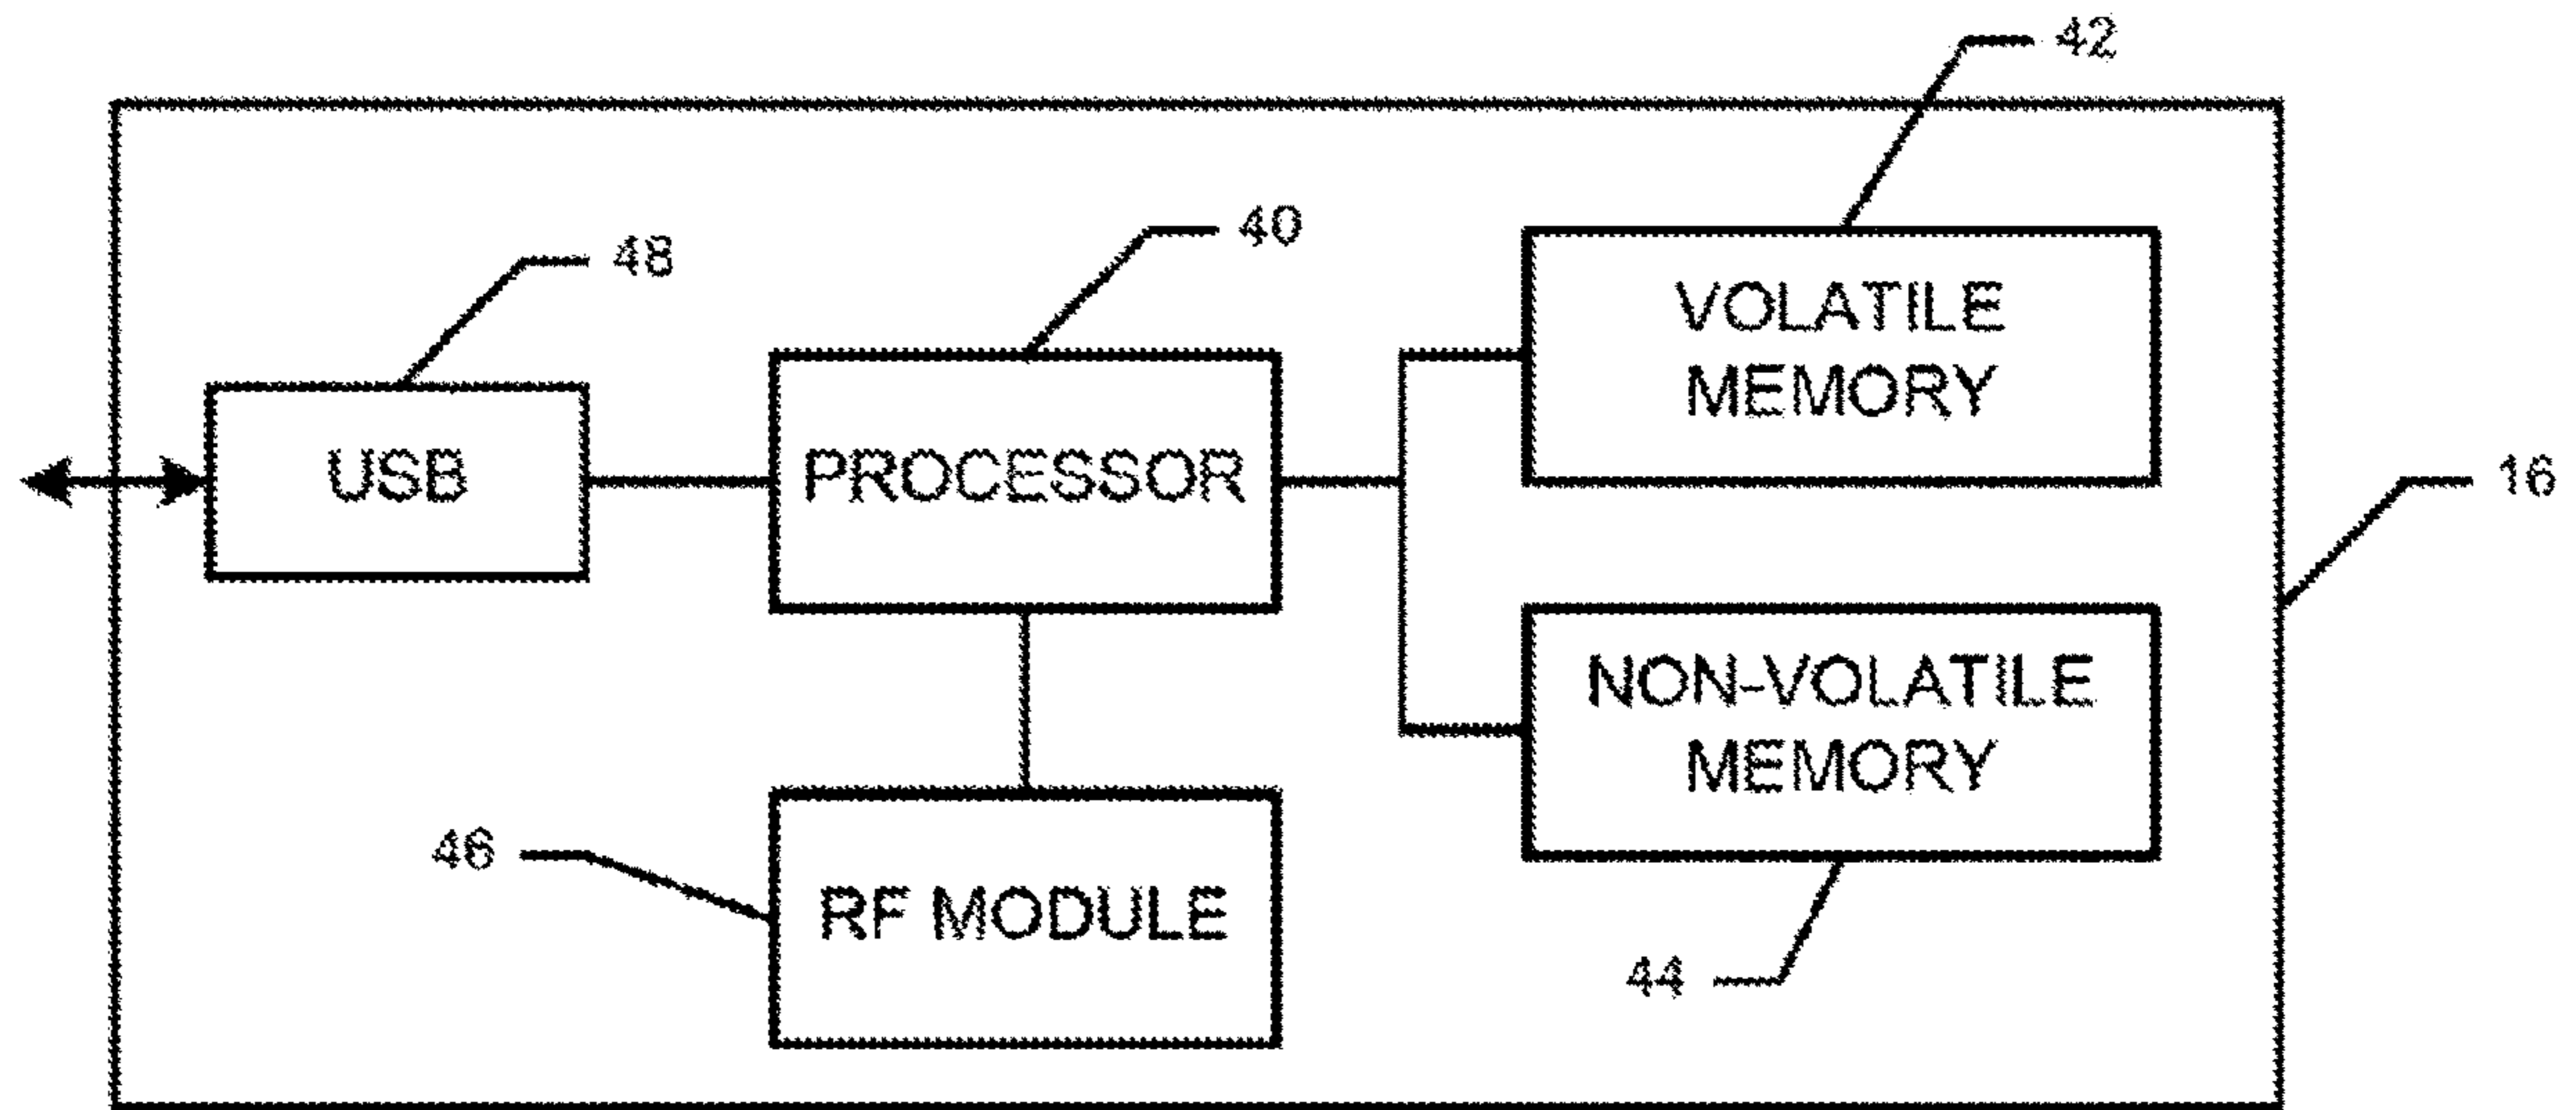 42
40
48
VOLATILE
MEMORY
USB
PROCESSOR
16
NON-VOLATILE
MEMORY
46
RF MODULE
44